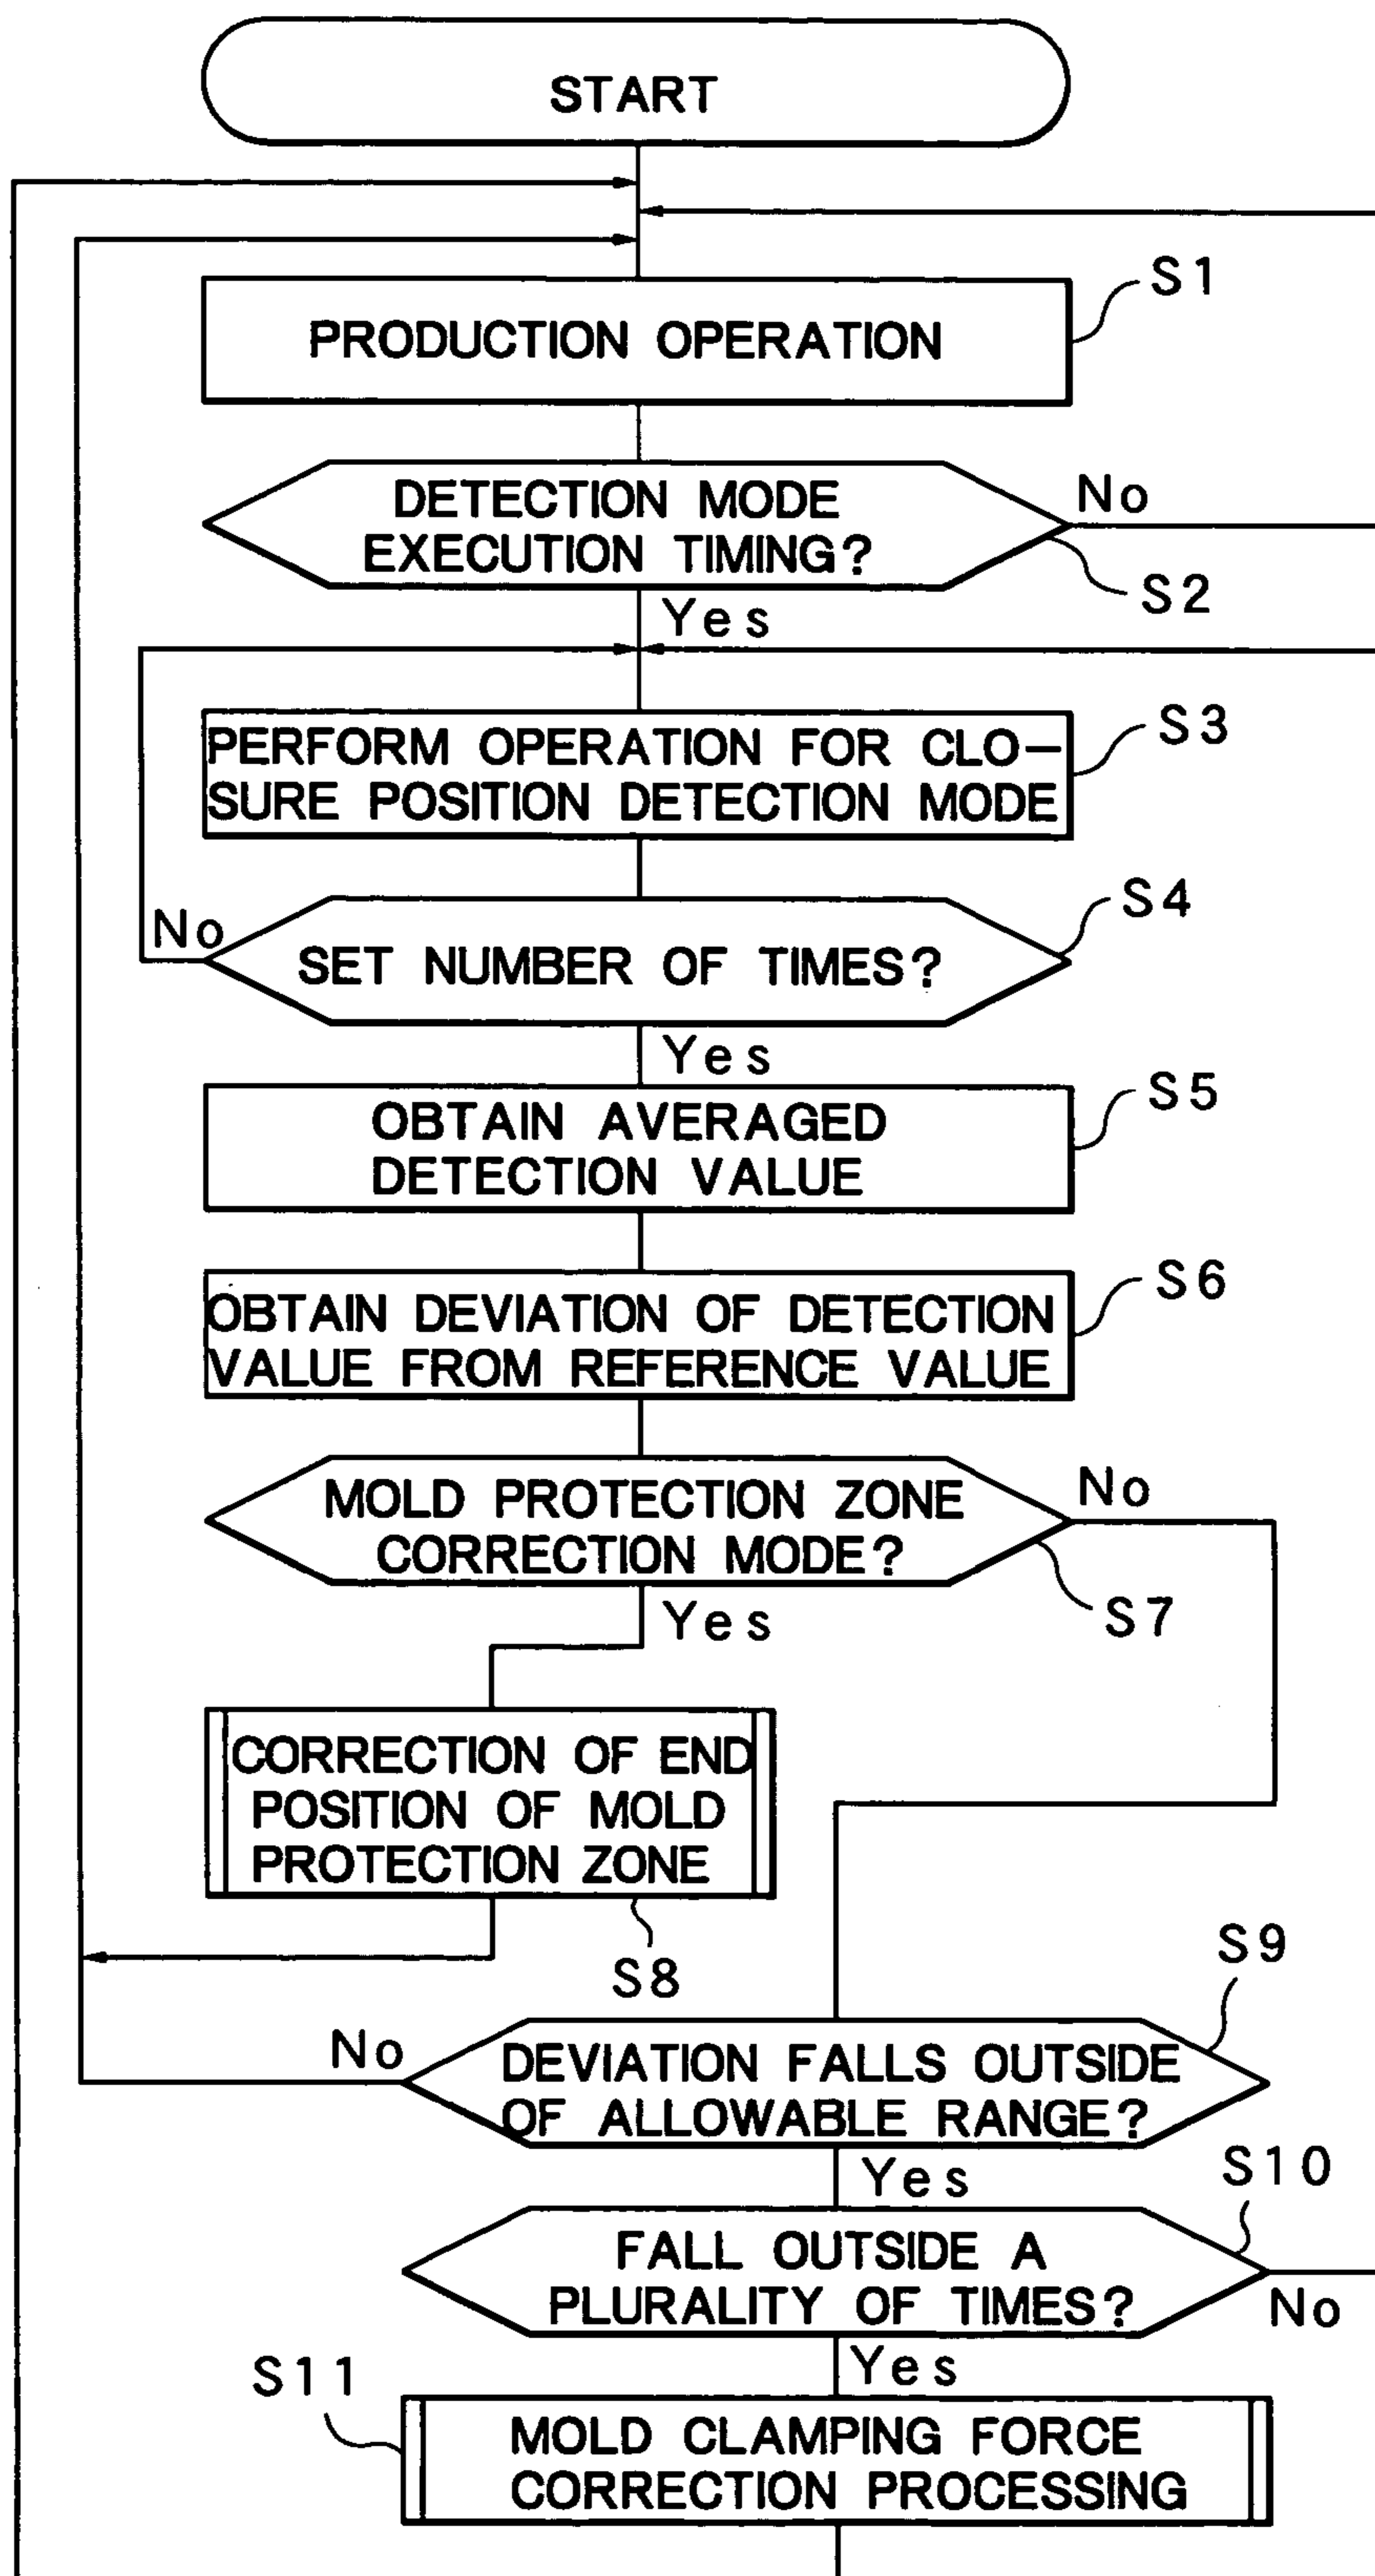 START
S1
PRODUCTION OPERATION
DETECTION MODE
EXECUTION TIMING?
No
S2
Yes
S3
PERFORM OPERATION FOR CLO-
SURE POSITION DETECTION MODE
S4
No
SET NUMBER OF TIMES?
Yes
S5
OBTAIN AVERAGED
DETECTION VALUE
S6
OBTAIN DEVIATION OF DETECTION
VALUE FROM REFERENCE VALUE
MOLD PROTECTION ZONE
CORRECTION MODE?
No
S7
Yes
CORRECTION OF END
POSITION OF MOLD
PROTECTION ZONE
S8
S9
No
DEVIATION FALLS OUTSIDE
OF ALLOWABLE RANGE?
Yes
S10
FALL OUTSIDE A
PLURALITY OF TIMES?
No
Yes
S11
MOLD CLAMPING FORCE
CORRECTION PROCESSING